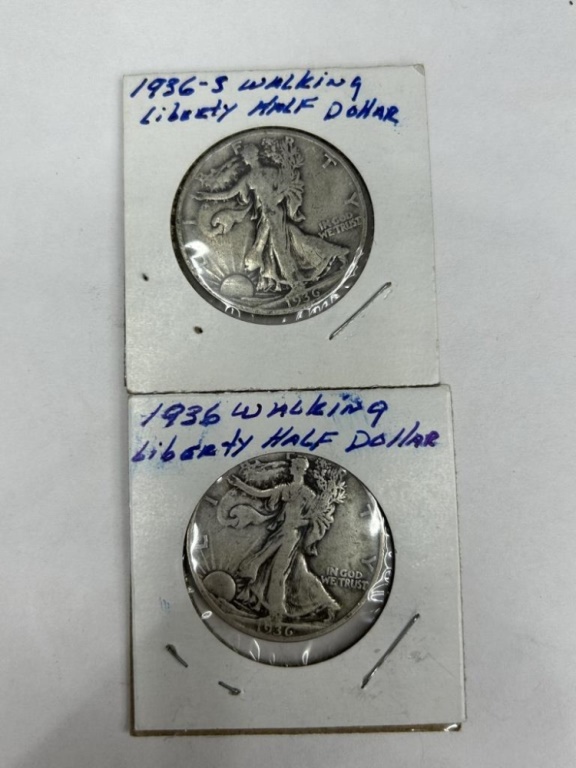 1936-S WALKING
LIBERTY HALF DOLLAR
LIBERTY
IN GOD
WE TRUST
1936
1936 WALKING
LIBERTY HALF DOLLAR
LIBERTY
IN GOD
WE TRUST
1936